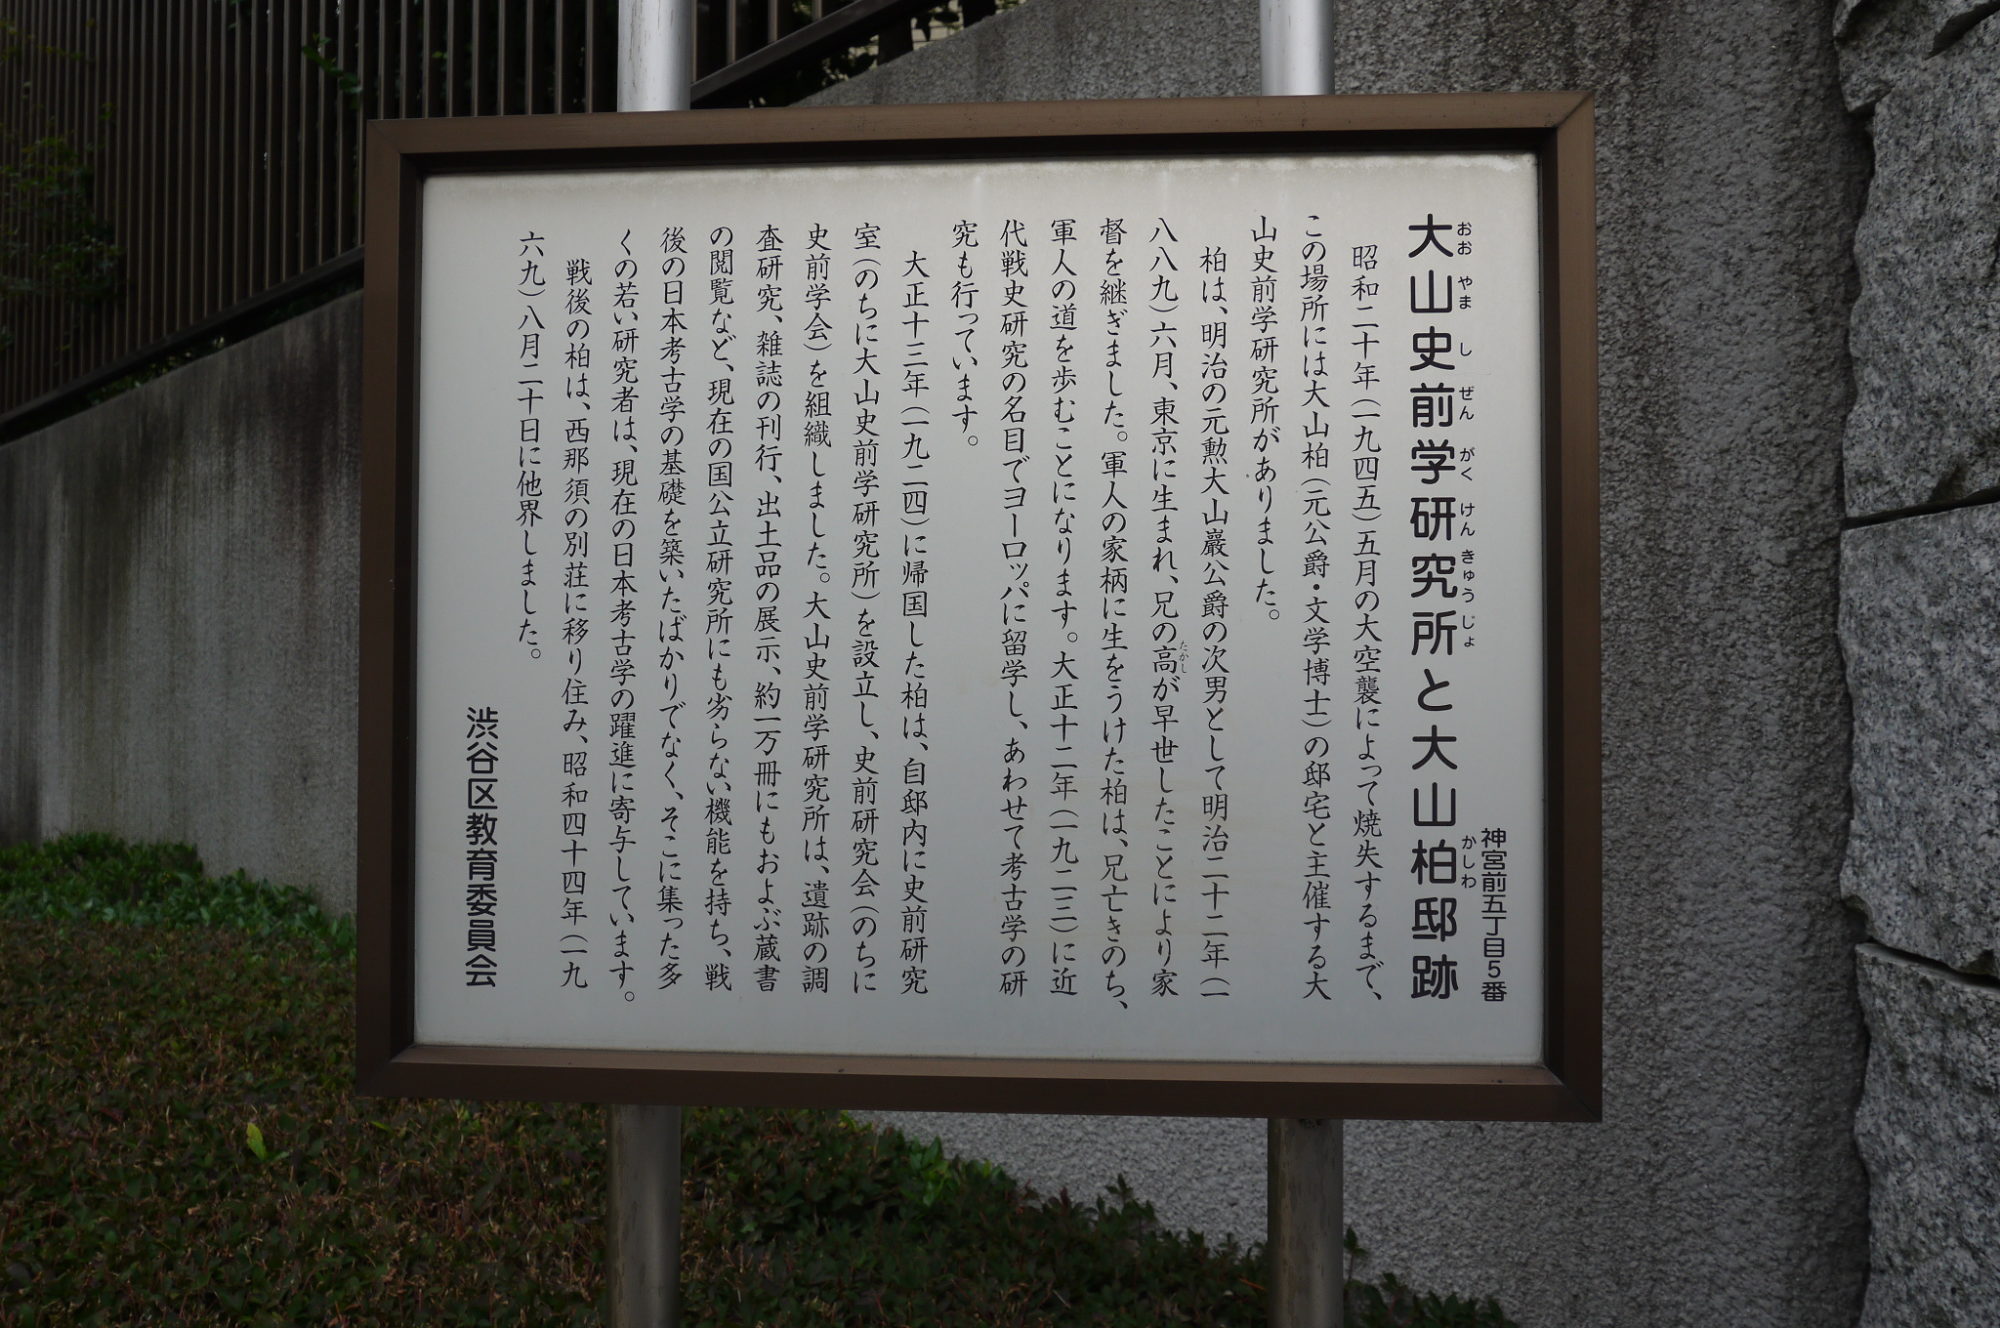 神宮前五丁目5番
大山史前学研究所と大山柏邸跡
おおやましぜんがくけんきゅうじょ
かしわ
昭和二十年（一九四五）五月の大空襲によって焼失するまで、
この場所には大山柏（元公爵・文学博士）の邸宅と主催する大
山史前学研究所がありました。
柏は、明治の元勲大山巖公爵の次男として明治二十二年（一
八八九）六月、東京に生まれ、兄の高が早世したことにより家
たかし
督を継ぎました。軍人の家柄に生をうけた柏は、兄亡きのち、
軍人の道を歩むことになります。大正十二年（一九二三）に近
代戦史研究の名目でヨーロッパに留学し、あわせて考古学の研
究も行っています。
大正十三年（一九二四）に帰国した柏は、自邸内に史前研究
室（のちに大山史前学研究所）を設立し、史前研究会（のちに
史前学会）を組織しました。大山史前学研究所は、遺跡の調
査研究、雑誌の刊行、出土品の展示、約一万冊にもおよぶ蔵書
の閲覧など、現在の国公立研究所にも劣らない機能を持ち、戦
後の日本考古学の基礎を築いたばかりでなく、そこに集った多
くの若い研究者は、現在の日本考古学の躍進に寄与しています。
戦後の柏は、西那須の別荘に移り住み、昭和四十四年（一九
六九）八月二十日に他界しました。
渋谷区教育委員会